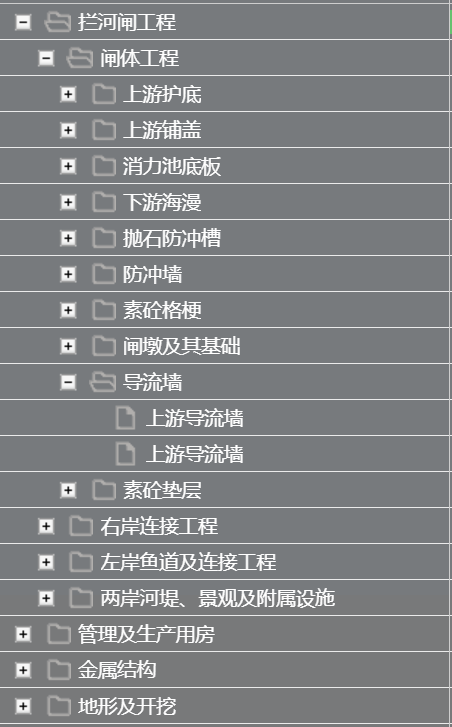 拦河闸工程
闸体工程
上游护底
上游铺盖
消力池底板
下游海漫
抛石防冲槽
防冲墙
素砼格梗
闸墩及其基础
导流墙
上游导流墙
上游导流墙
素砼垫层
右岸连接工程
左岸鱼道及连接工程
两岸河堤、景观及附属设施
管理及生产用房
金属结构
地形及开挖